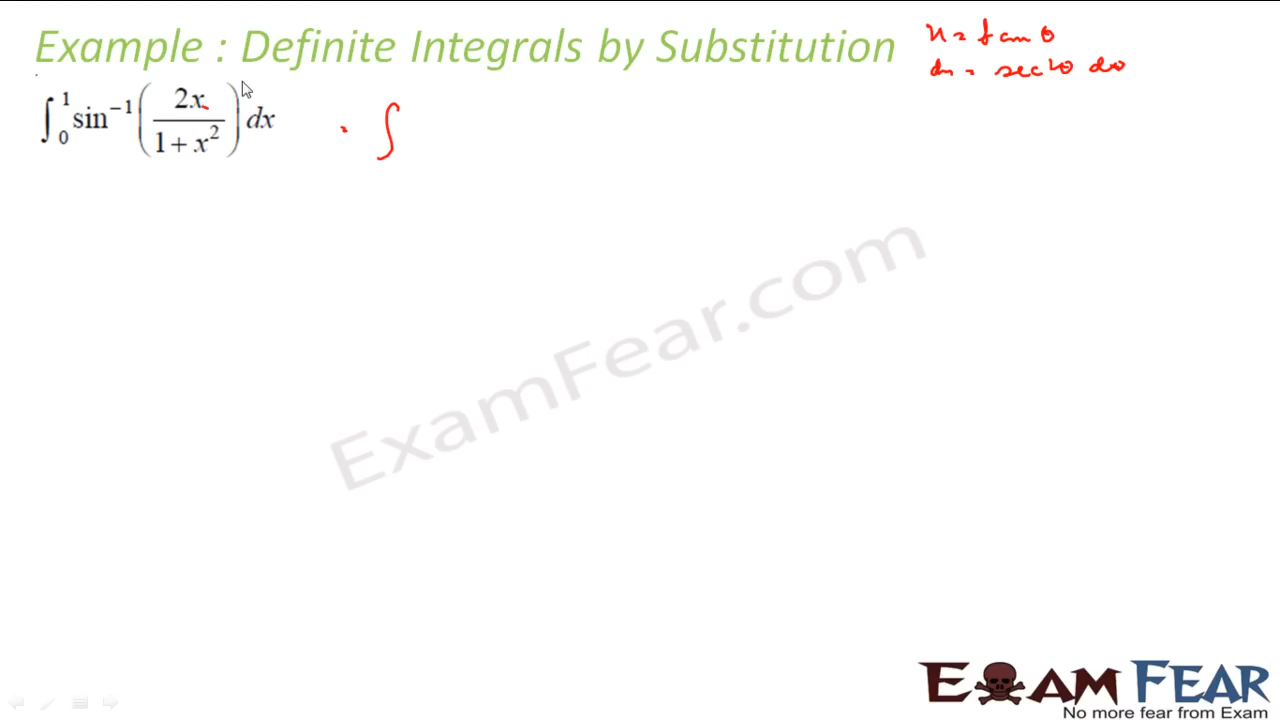 Example : Definite Integrals by Substitution
x = tan θ
dx = sec²θ dθ
∫₀¹ sin⁻¹(2x / 1 + x²) dx = ∫
ExamFear.com
EXAM FEAR
No more fear from Exam